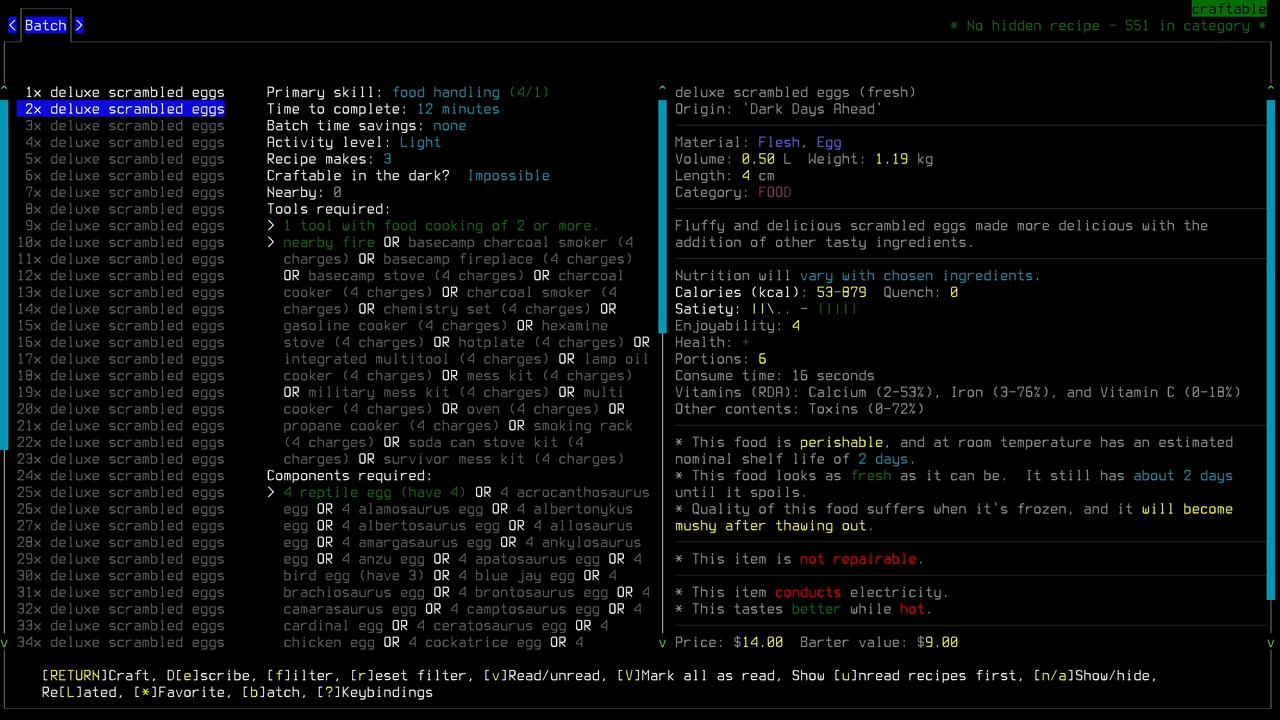 craftable
< Batch >
* No hidden recipe - 551 in category *
1x deluxe scrambled eggs
2x deluxe scrambled eggs
3x deluxe scrambled eggs
4x deluxe scrambled eggs
5x deluxe scrambled eggs
6x deluxe scrambled eggs
7x deluxe scrambled eggs
8x deluxe scrambled eggs
9x deluxe scrambled eggs
10x deluxe scrambled eggs
11x deluxe scrambled eggs
12x deluxe scrambled eggs
13x deluxe scrambled eggs
14x deluxe scrambled eggs
15x deluxe scrambled eggs
16x deluxe scrambled eggs
17x deluxe scrambled eggs
18x deluxe scrambled eggs
19x deluxe scrambled eggs
20x deluxe scrambled eggs
21x deluxe scrambled eggs
22x deluxe scrambled eggs
23x deluxe scrambled eggs
24x deluxe scrambled eggs
25x deluxe scrambled eggs
26x deluxe scrambled eggs
27x deluxe scrambled eggs
28x deluxe scrambled eggs
29x deluxe scrambled eggs
30x deluxe scrambled eggs
31x deluxe scrambled eggs
32x deluxe scrambled eggs
33x deluxe scrambled eggs
34x deluxe scrambled eggs
Primary skill: food handling (4/1)
Time to complete: 12 minutes
Batch time savings: none
Activity level: Light
Recipe makes: 3
Craftable in the dark? Impossible
Nearby: 0
Tools required:
> 1 tool with food cooking of 2 or more.
> nearby fire OR basecamp charcoal smoker (4
charges) OR basecamp fireplace (4 charges)
OR basecamp stove (4 charges) OR charcoal
cooker (4 charges) OR charcoal smoker (4
charges) OR chemistry set (4 charges) OR
gasoline cooker (4 charges) OR hexamine
stove (4 charges) OR hotplate (4 charges) OR
integrated multitool (4 charges) OR lamp oil
cooker (4 charges) OR mess kit (4 charges)
OR military mess kit (4 charges) OR multi
cooker (4 charges) OR oven (4 charges) OR
propane cooker (4 charges) OR smoking rack
(4 charges) OR soda can stove kit (4
charges) OR survivor mess kit (4 charges)
Components required:
> 4 reptile egg (have 4) OR 4 acrocanthosaurus
egg OR 4 alamosaurus egg OR 4 albertonykus
egg OR 4 albertosaurus egg OR 4 allosaurus
egg OR 4 amargasaurus egg OR 4 ankylosaurus
egg OR 4 anzu egg OR 4 apatosaurus egg OR 4
bird egg (have 3) OR 4 blue jay egg OR 4
brachiosaurus egg OR 4 brontosaurus egg OR 4
camarasaurus egg OR 4 camptosaurus egg OR 4
cardinal egg OR 4 ceratosaurus egg OR 4
chicken egg OR 4 cockatrice egg OR 4
deluxe scrambled eggs (fresh)
Origin: 'Dark Days Ahead'
Material: Flesh, Egg
Volume: 0.50 L Weight: 1.19 kg
Length: 4 cm
Category: FOOD
Fluffy and delicious scrambled eggs made more delicious with the
addition of other tasty ingredients.
Nutrition will vary with chosen ingredients.
Calories (kcal): 53-879 Quench: 0
Satiety: ||\.. - |||||
Enjoyability: 4
Health: +
Portions: 6
Consume time: 16 seconds
Vitamins (RDA): Calcium (2-53%), Iron (3-76%), and Vitamin C (0-18%)
Other contents: Toxins (0-72%)
* This food is perishable, and at room temperature has an estimated
nominal shelf life of 2 days.
* This food looks as fresh as it can be. It still has about 2 days
until it spoils.
* Quality of this food suffers when it's frozen, and it will become
mushy after thawing out.
* This item is not repairable.
* This item conducts electricity.
* This tastes better while hot.
Price: $14.00 Barter value: $9.00
[RETURN]Craft, D[e]scribe, [f]ilter, [r]eset filter, [v]Read/unread, [V]Mark all as read, Show [u]nread recipes first, [n/a]Show/hide,
Re[L]ated, [*]Favorite, [b]atch, [?]Keybindings